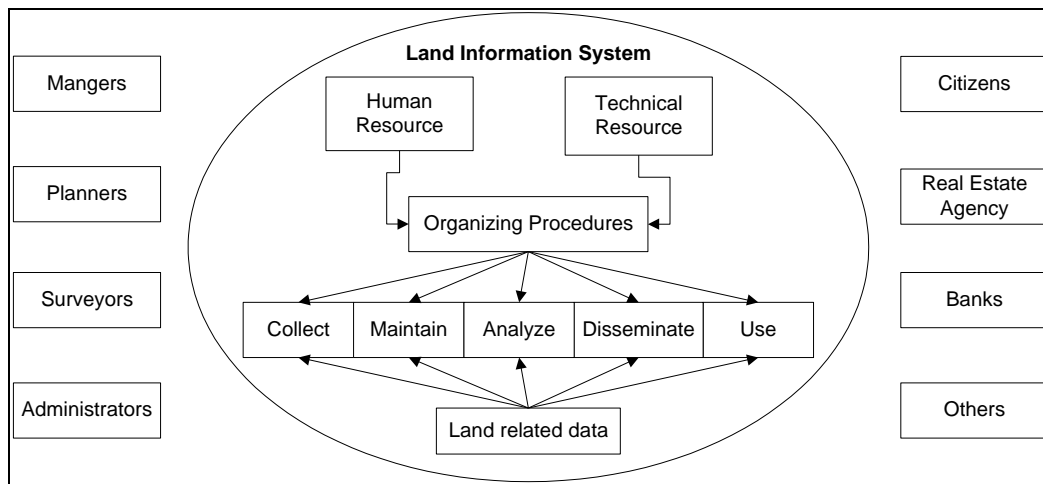 Land Information System
Mangers
Planners
Surveyors
Administrators
Human
Resource
Technical
Resource
Organizing Procedures
Collect
Maintain
Analyze
Disseminate
Use
Land related data
Citizens
Real Estate
Agency
Banks
Others